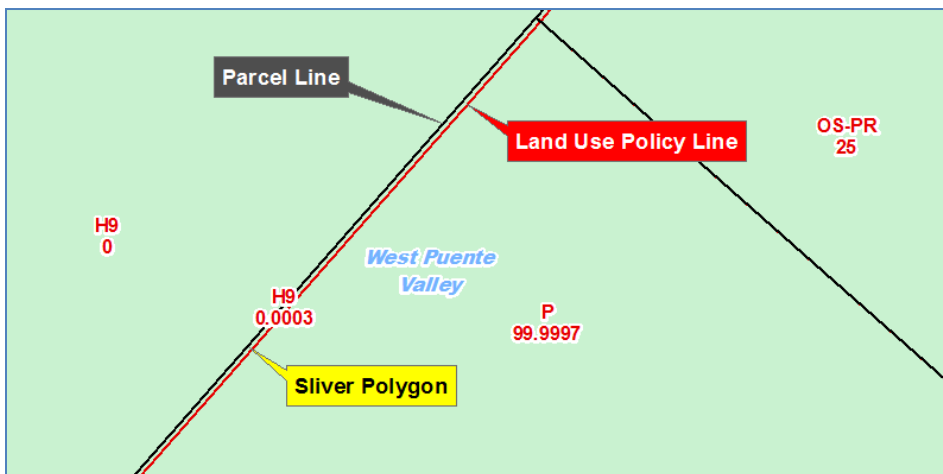 Parcel Line
Land Use Policy Line
OS-PR
25
H9
0
West Puente
Valley
H9
0.0003
P
99.9997
Sliver Polygon